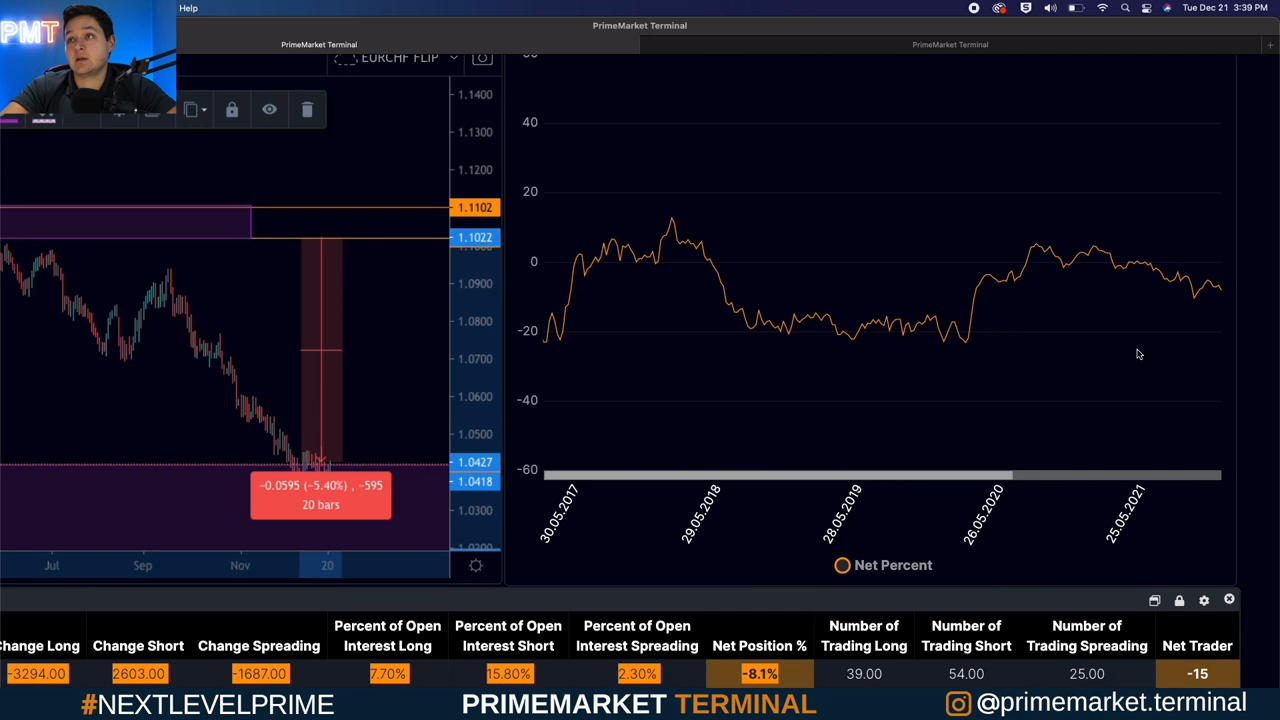 Help
Tue Dec 21 3:39 PM
PMT
PrimeMarket Terminal
PrimeMarket Terminal
PrimeMarket Terminal
EURCHF FLIP
1.1400
1.1300
1.1200
1.1102
1.1022
1.0900
1.0800
1.0700
1.0600
1.0500
1.0427
1.0418
1.0300
-0.0595 (-5.40%) , -595
20 bars
Jul
Sep
Nov
20
40
20
0
-20
-40
-60
30.05.2017
29.05.2018
28.05.2019
26.05.2020
25.05.2021
Net Percent
Change Long
Change Short
Change Spreading
Percent of Open Interest Long
Percent of Open Interest Short
Percent of Open Interest Spreading
Net Position %
Number of Trading Long
Number of Trading Short
Number of Trading Spreading
Net Trader
-3294.00
2603.00
-1687.00
7.70%
15.80%
2.30%
-8.1%
39.00
54.00
25.00
-15
#NEXTLEVELPRIME
PRIMEMARKET TERMINAL
@primemarket.terminal